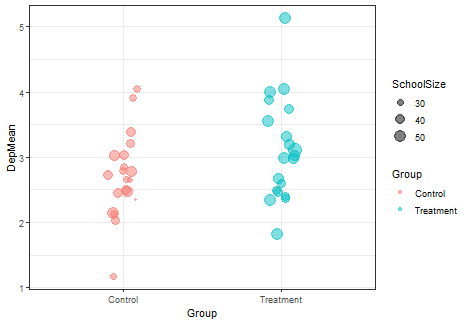 5
4
3
2
1
DepMean
Control
Treatment
Group
SchoolSize
30
40
50
Group
Control
Treatment